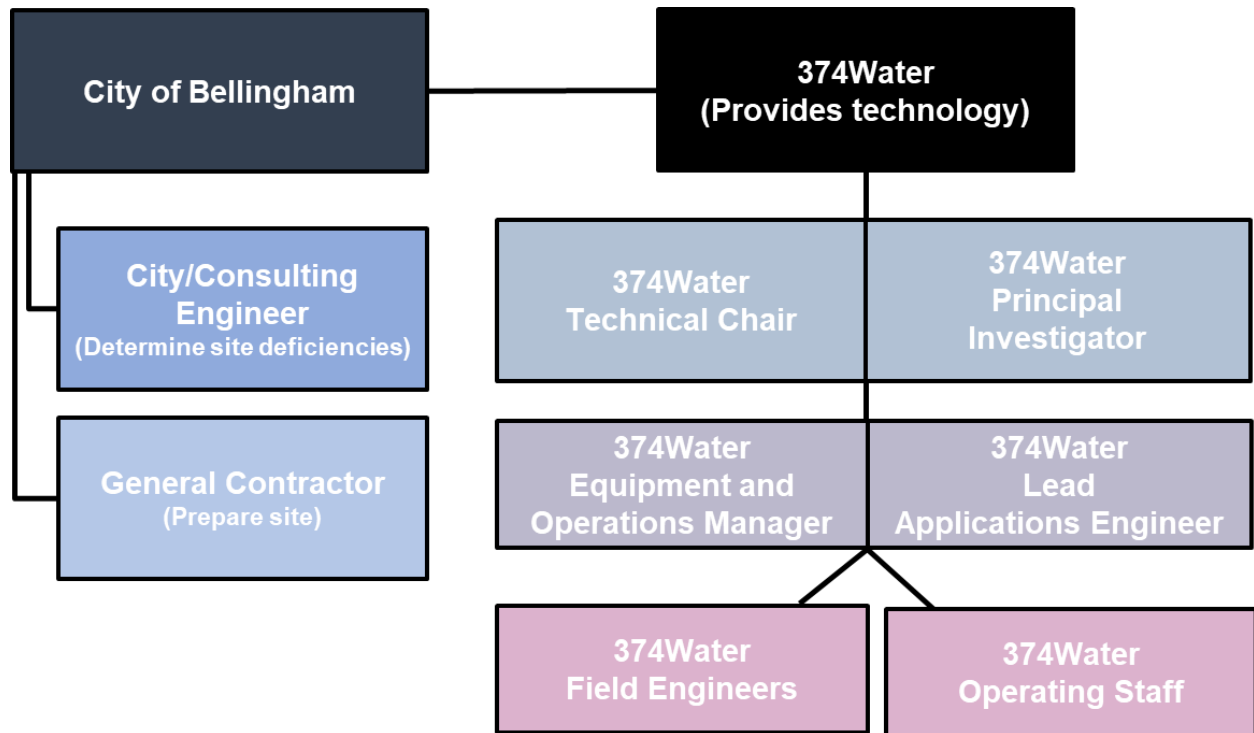 City of Bellingham
374Water
(Provides technology)
City/Consulting
Engineer
(Determine site deficiencies)
General Contractor
(Prepare site)
374Water
Technical Chair
374Water
Principal
Investigator
374Water
Equipment and
Operations Manager
374Water
Lead
Applications Engineer
374Water
Field Engineers
374Water
Operating Staff